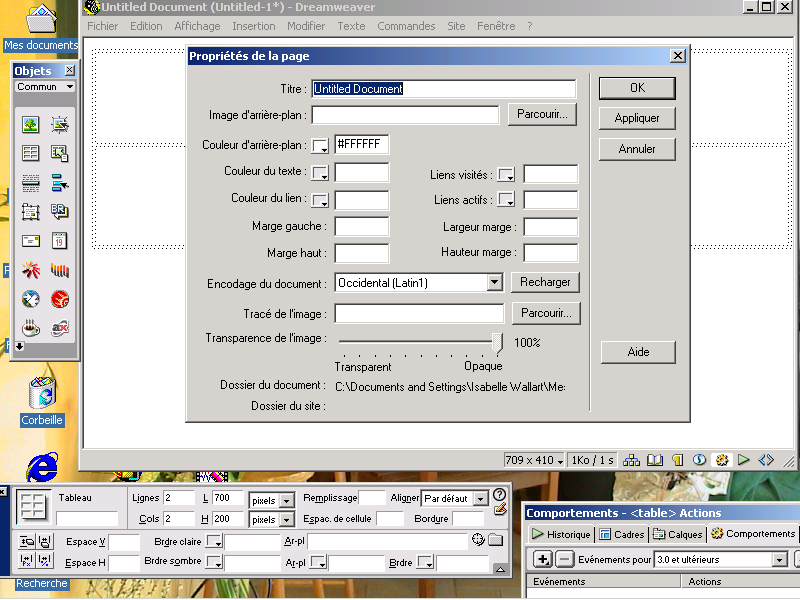 Untitled Document (Untitled-1*) - Dreamweaver
Fichier Edition Affichage Insertion Modifier Texte Commandes Site Fenêtre ?
Mes documents
Objets
Commun
Propriétés de la page
Titre : Untitled Document
OK
Image d'arrière-plan : Parcourir...
Appliquer
Couleur d'arrière-plan : #FFFFFF
Annuler
Couleur du texte : Liens visités :
Couleur du lien : Liens actifs :
Marge gauche : Largeur marge :
Marge haut : Hauteur marge :
Encodage du document : Occidental (Latin1) Recharger
Tracé de l'image : Parcourir...
Transparence de l'image : 100%
Aide
Transparent Opaque
Dossier du document : C:\Documents and Settings\Isabelle Wallart\Me
Dossier du site :
Corbeille
709 x 410 1Ko / 1 s
Tableau Lignes 2 L 700 pixels Remplissage Aligner Par défaut
Cols 2 H 200 pixels Espac. de cellule Bordure
Espace V Brdre claire Ar-pl
Espace H Brdre sombre Ar-pl Brdre
Recherche
Comportements - <table> Actions
Historique Cadres Calques Comportements
Evénements pour 3.0 et ultérieurs
Evénements Actions